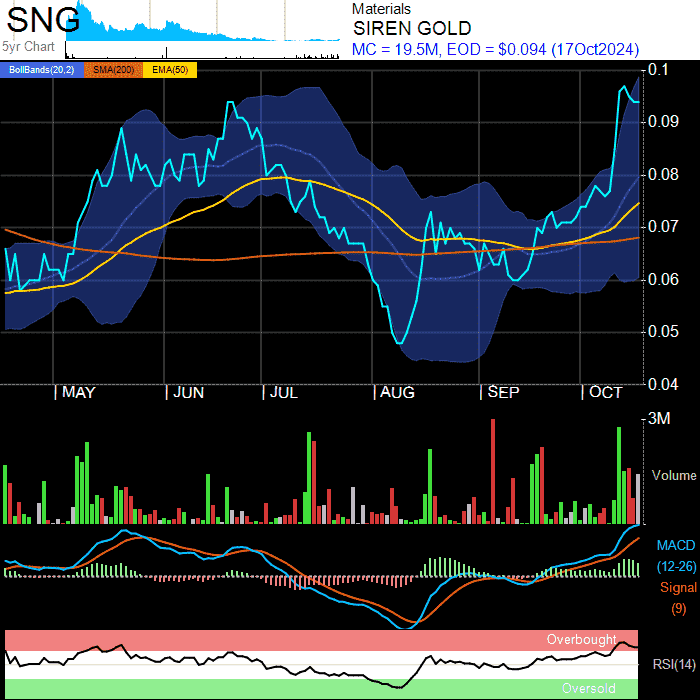 SNG
5yr Chart
Materials
SIREN GOLD
MC = 19.5M, EOD = $0.094 (17Oct2024)
BollBands(20,2) SMA(200) EMA(50)
0.1
0.09
0.08
0.07
0.06
0.05
0.04
MAY JUN JUL AUG SEP OCT
3M
Volume
MACD
(12-26)
Signal
(9)
Overbought
RSI(14)
Oversold